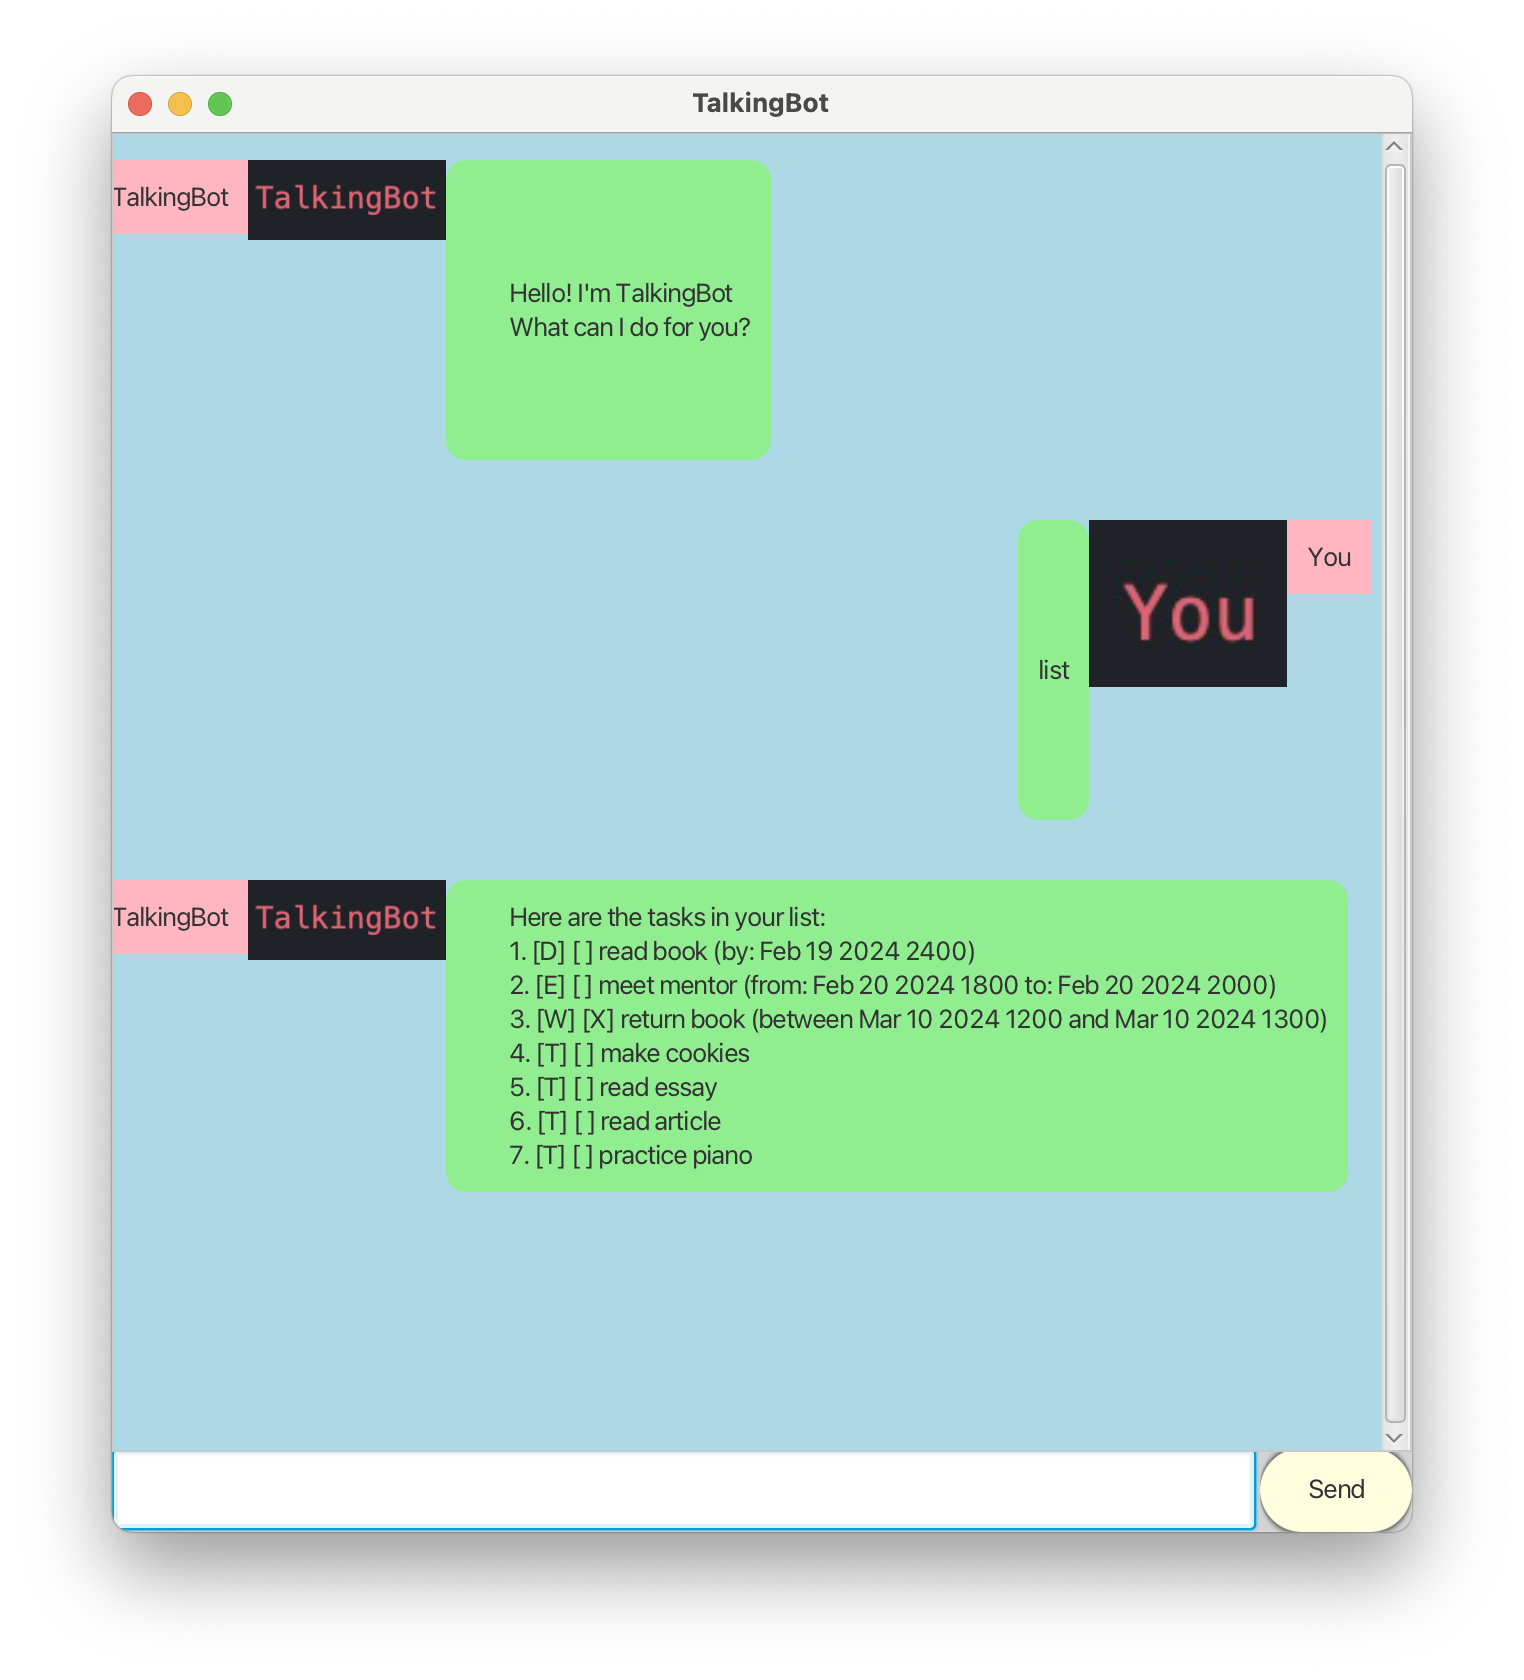 TalkingBot
TalkingBot
TalkingBot
Hello! I'm TalkingBot
What can I do for you?
list
You
You
TalkingBot
TalkingBot
Here are the tasks in your list:
1. [D] [ ] read book (by: Feb 19 2024 2400)
2. [E] [ ] meet mentor (from: Feb 20 2024 1800 to: Feb 20 2024 2000)
3. [W] [X] return book (between Mar 10 2024 1200 and Mar 10 2024 1300)
4. [T] [ ] make cookies
5. [T] [ ] read essay
6. [T] [ ] read article
7. [T] [ ] practice piano
Send